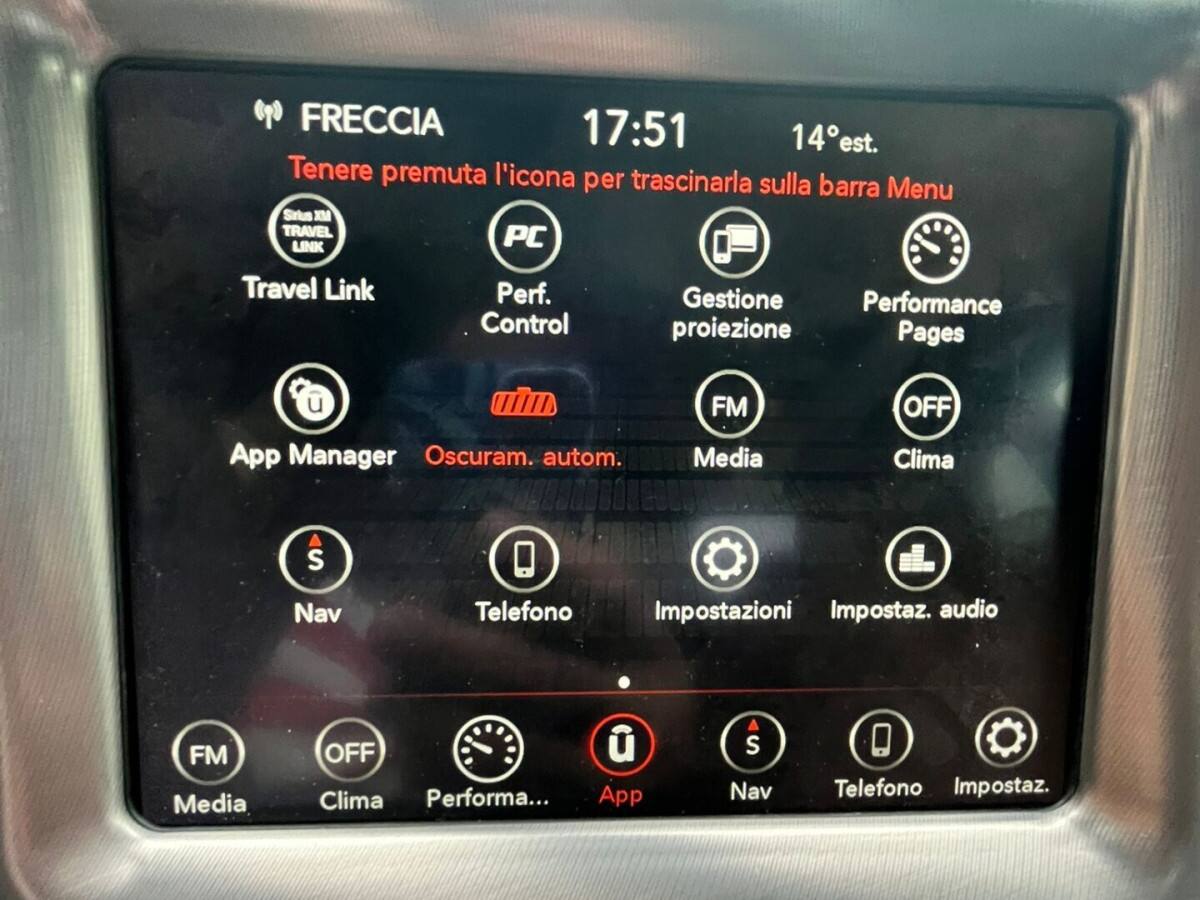 FRECCIA 17:51 14°est.
Tenere premuta l'icona per trascinarla sulla barra Menu
Sirius XM
TRAVEL
LINK
Travel Link
PC
Perf.
Control
Gestione
proiezione
Performance
Pages
App Manager
Oscuram. autom.
FM
Media
OFF
Clima
S
Nav
Telefono
Impostazioni
Impostaz. audio
FM
Media
OFF
Clima
Performa...
App
S
Nav
Telefono
Impostaz.